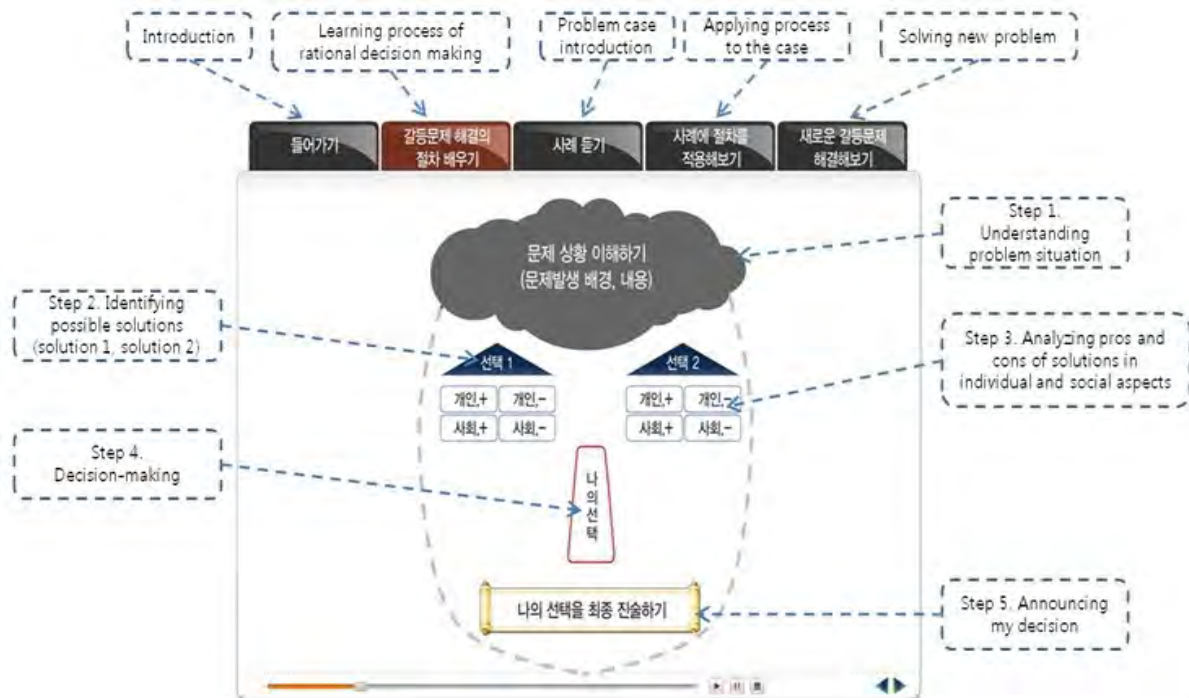 Introduction
Learning process of
rational decision making
Problem case
introduction
Applying process
to the case
Solving new problem
들어가기
갈등문제 해결의
절차 배우기
사례 듣기
사례에 절차를
적용해보기
새로운 갈등문제
해결해보기
Step 1.
Understanding
problem situation
문제 상황 이해하기
(문제발생 배경, 내용)
Step 2. Identifying
possible solutions
(solution 1, solution 2)
선택 1
선택 2
Step 3. Analyzing pros and
cons of solutions in
individual and social aspects
개인,+ 개인,-
사회,+ 사회,-
개인,+ 개인,-
사회,+ 사회,-
Step 4.
Decision-making
나
의
선
택
나의 선택을 최종 진술하기
Step 5. Announcing
my decision